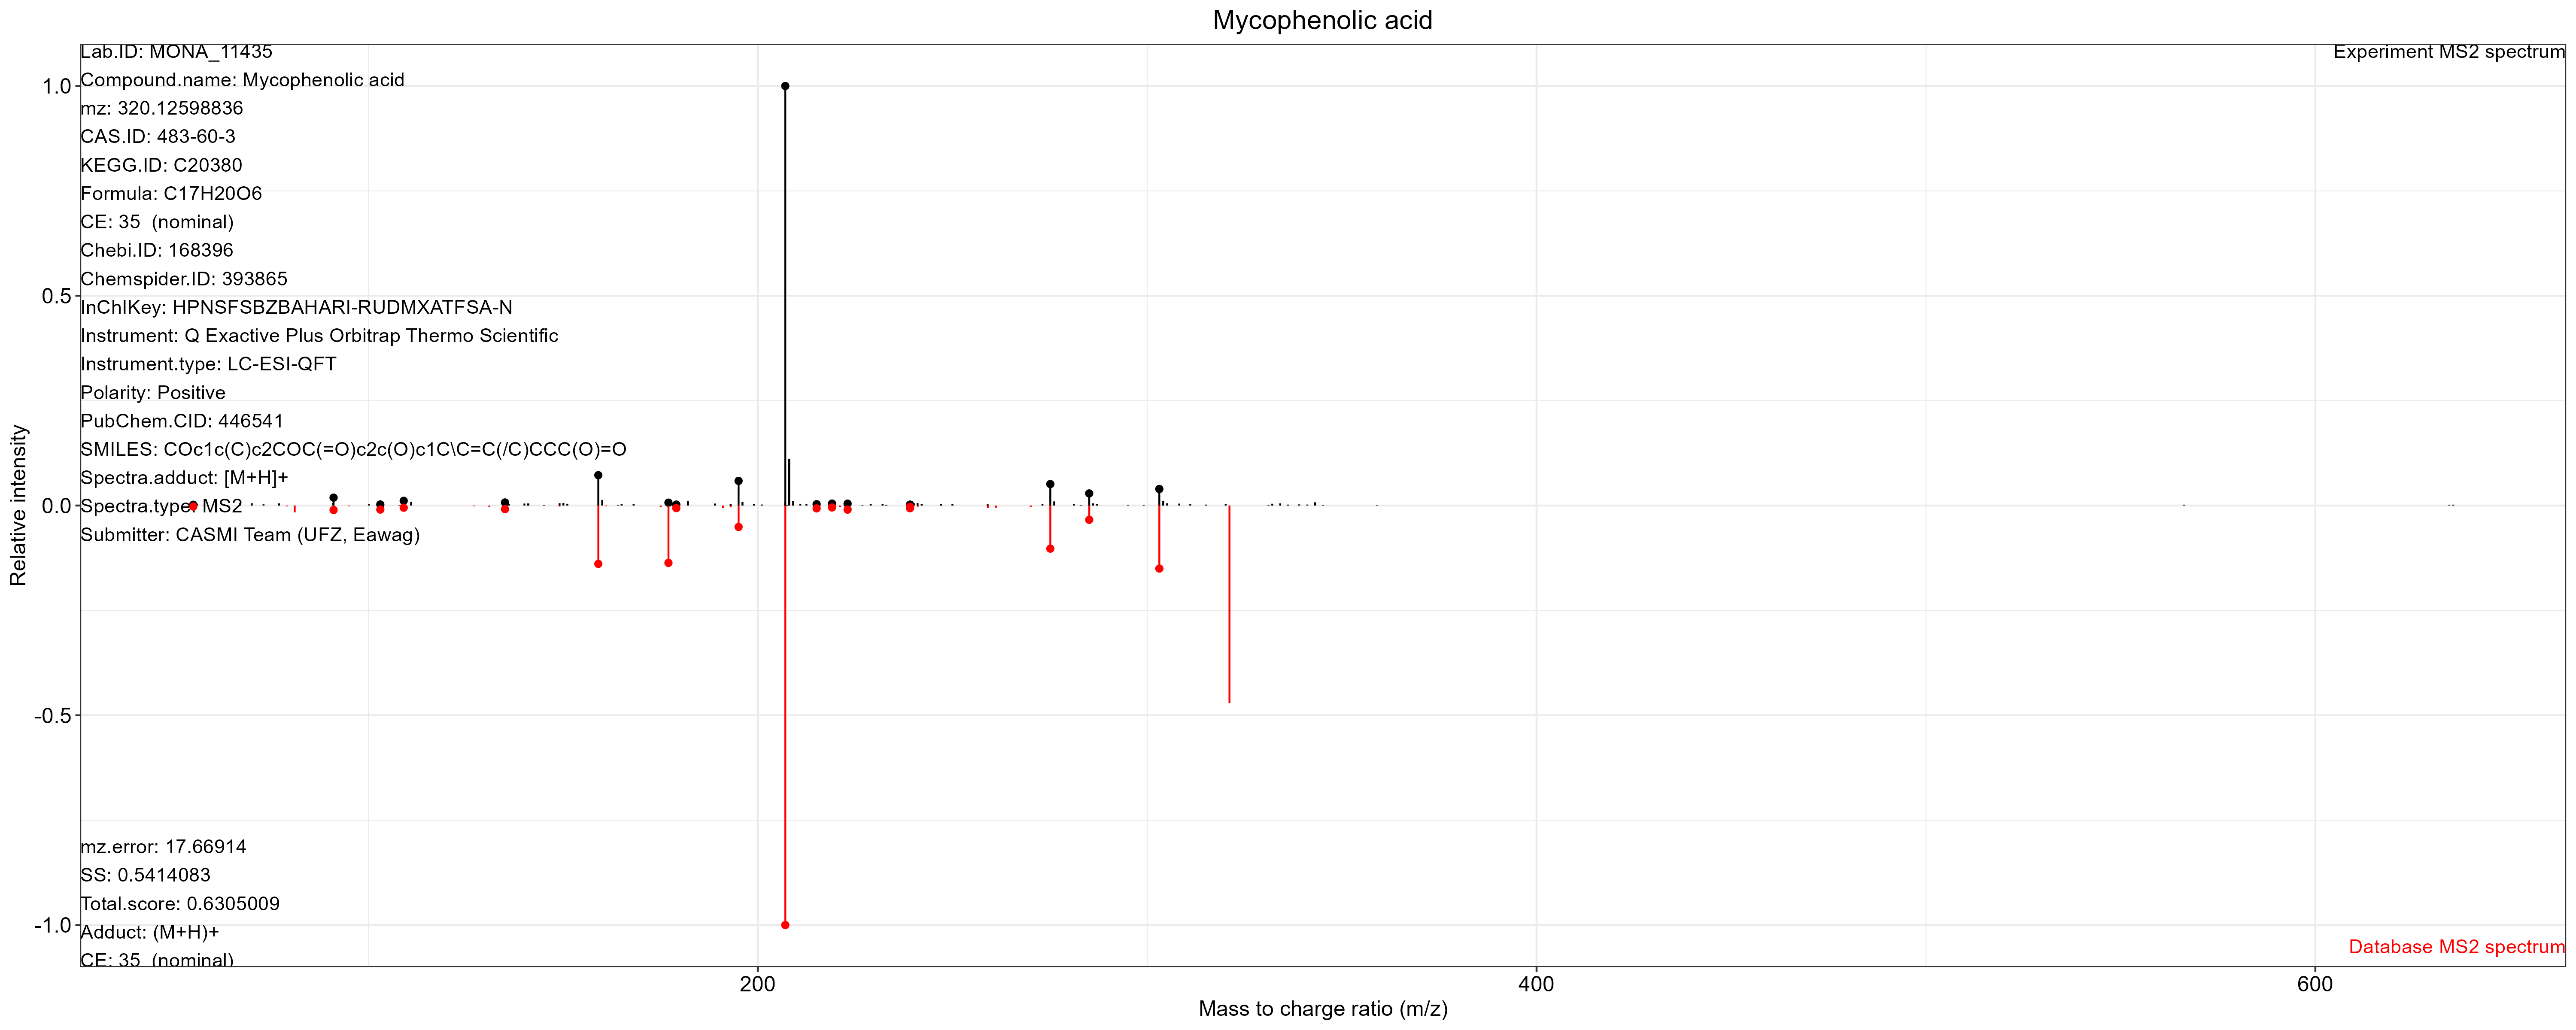 Mycophenolic acid
Lab.ID: MONA_11435
Experiment MS2 spectrum
Compound.name: Mycophenolic acid
1.0
mz: 320.12598836
CAS.ID: 483-60-3
KEGG.ID: C20380
Formula: C17H20O6
CE: 35  (nominal)
Chebi.ID: 168396
Chemspider.ID: 393865
0.5
InChIKey: HPNSFSBZBAHARI-RUDMXATFSA-N
Instrument: Q Exactive Plus Orbitrap Thermo Scientific
Instrument.type: LC-ESI-QFT
Polarity: Positive
PubChem.CID: 446541
SMILES: COc1c(C)c2COC(=O)c2c(O)c1C\C=C(/C)CCC(O)=O
Spectra.adduct: [M+H]+
Relative intensity
0.0
Spectra.type: MS2
Submitter: CASMI Team (UFZ, Eawag)
-0.5
mz.error: 17.66914
SS: 0.5414083
Total.score: 0.6305009
-1.0
Adduct: (M+H)+
Database MS2 spectrum
CE: 35  (nominal)
200
400
600
Mass to charge ratio (m/z)